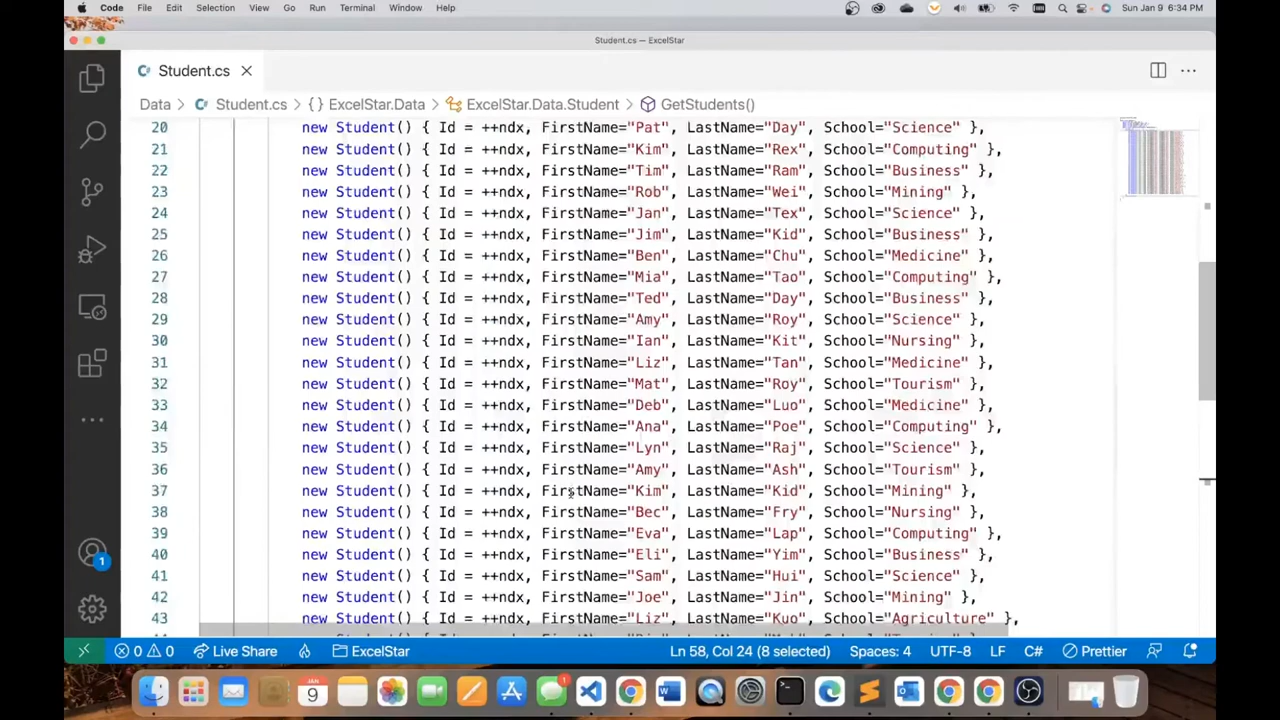 Code File Edit Selection View Go Run Terminal Window Help Sun Jan 9 6:34 PM
Student.cs — ExcelStar
Student.cs
Data > Student.cs > { } ExcelStar.Data > ExcelStar.Data.Student > GetStudents()
20 new Student() { Id = ++ndx, FirstName="Pat", LastName="Day", School="Science" },
21 new Student() { Id = ++ndx, FirstName="Kim", LastName="Rex", School="Computing" },
22 new Student() { Id = ++ndx, FirstName="Tim", LastName="Ram", School="Business" },
23 new Student() { Id = ++ndx, FirstName="Rob", LastName="Wei", School="Mining" },
24 new Student() { Id = ++ndx, FirstName="Jan", LastName="Tex", School="Science" },
25 new Student() { Id = ++ndx, FirstName="Jim", LastName="Kid", School="Business" },
26 new Student() { Id = ++ndx, FirstName="Ben", LastName="Chu", School="Medicine" },
27 new Student() { Id = ++ndx, FirstName="Mia", LastName="Tao", School="Computing" },
28 new Student() { Id = ++ndx, FirstName="Ted", LastName="Day", School="Business" },
29 new Student() { Id = ++ndx, FirstName="Amy", LastName="Roy", School="Science" },
30 new Student() { Id = ++ndx, FirstName="Ian", LastName="Kit", School="Nursing" },
31 new Student() { Id = ++ndx, FirstName="Liz", LastName="Tan", School="Medicine" },
32 new Student() { Id = ++ndx, FirstName="Mat", LastName="Roy", School="Tourism" },
33 new Student() { Id = ++ndx, FirstName="Deb", LastName="Luo", School="Medicine" },
34 new Student() { Id = ++ndx, FirstName="Ana", LastName="Poe", School="Computing" },
35 new Student() { Id = ++ndx, FirstName="Lyn", LastName="Raj", School="Science" },
36 new Student() { Id = ++ndx, FirstName="Amy", LastName="Ash", School="Tourism" },
37 new Student() { Id = ++ndx, FirstName="Kim", LastName="Kid", School="Mining" },
38 new Student() { Id = ++ndx, FirstName="Bec", LastName="Fry", School="Nursing" },
39 new Student() { Id = ++ndx, FirstName="Eva", LastName="Lap", School="Computing" },
40 new Student() { Id = ++ndx, FirstName="Eli", LastName="Yim", School="Business" },
41 new Student() { Id = ++ndx, FirstName="Sam", LastName="Hui", School="Science" },
42 new Student() { Id = ++ndx, FirstName="Joe", LastName="Jin", School="Mining" },
43 new Student() { Id = ++ndx, FirstName="Liz", LastName="Kuo", School="Agriculture" },
1
0 0 Live Share ExcelStar Ln 58, Col 24 (8 selected) Spaces: 4 UTF-8 LF C# Prettier
JAN
9
1